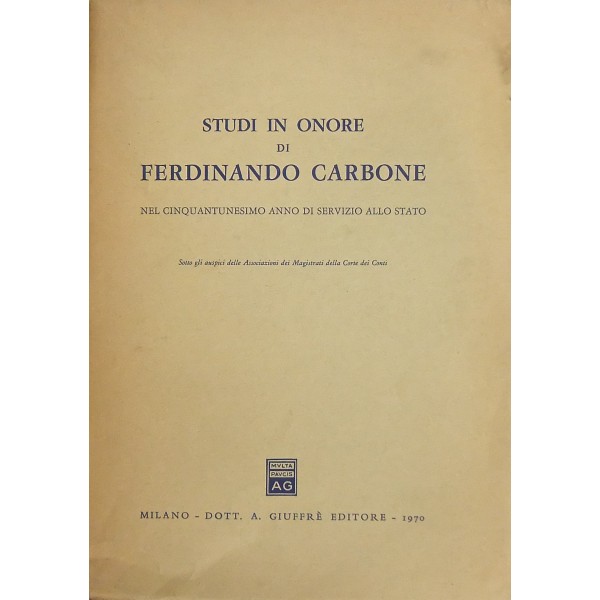 STUDI IN ONORE
DI
FERDINANDO CARBONE
NEL CINQUANTUNESIMO ANNO DI SERVIZIO ALLO STATO
Sotto gli auspici delle Associazioni dei Magistrati della Corte dei Conti
MVLTA
PAVCIS
AG
MILANO - DOTT. A. GIUFFRÈ EDITORE - 1970